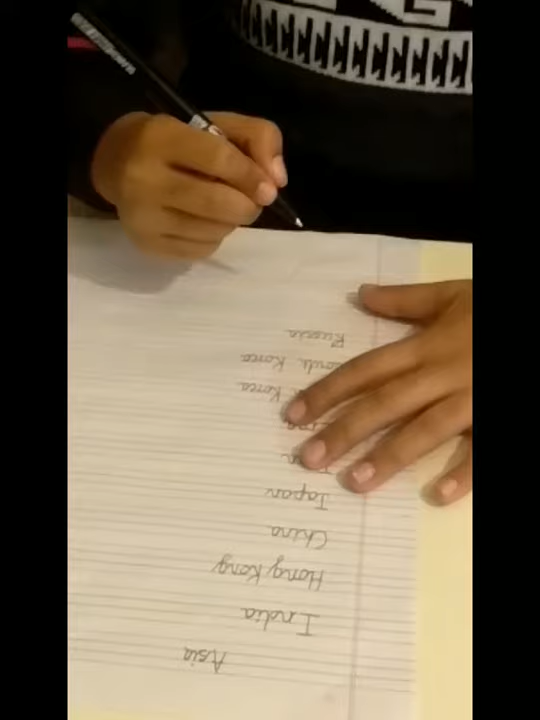 Asia
India
Hong Kong
China
Japan
Korea
South Korea
Russia